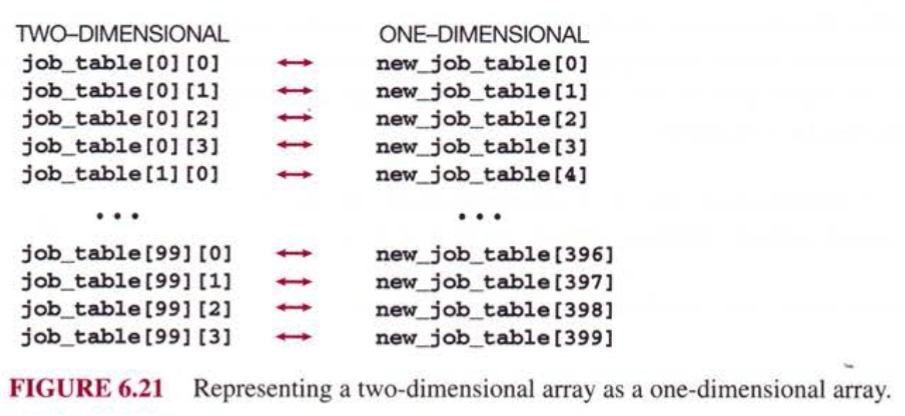 TWO–DIMENSIONAL ONE–DIMENSIONAL
job_table[0][0] ↔ new_job_table[0]
job_table[0][1] ↔ new_job_table[1]
job_table[0][2] ↔ new_job_table[2]
job_table[0][3] ↔ new_job_table[3]
job_table[1][0] ↔ new_job_table[4]
• • • • • •
job_table[99][0] ↔ new_job_table[396]
job_table[99][1] ↔ new_job_table[397]
job_table[99][2] ↔ new_job_table[398]
job_table[99][3] ↔ new_job_table[399]
FIGURE 6.21 Representing a two-dimensional array as a one-dimensional array.